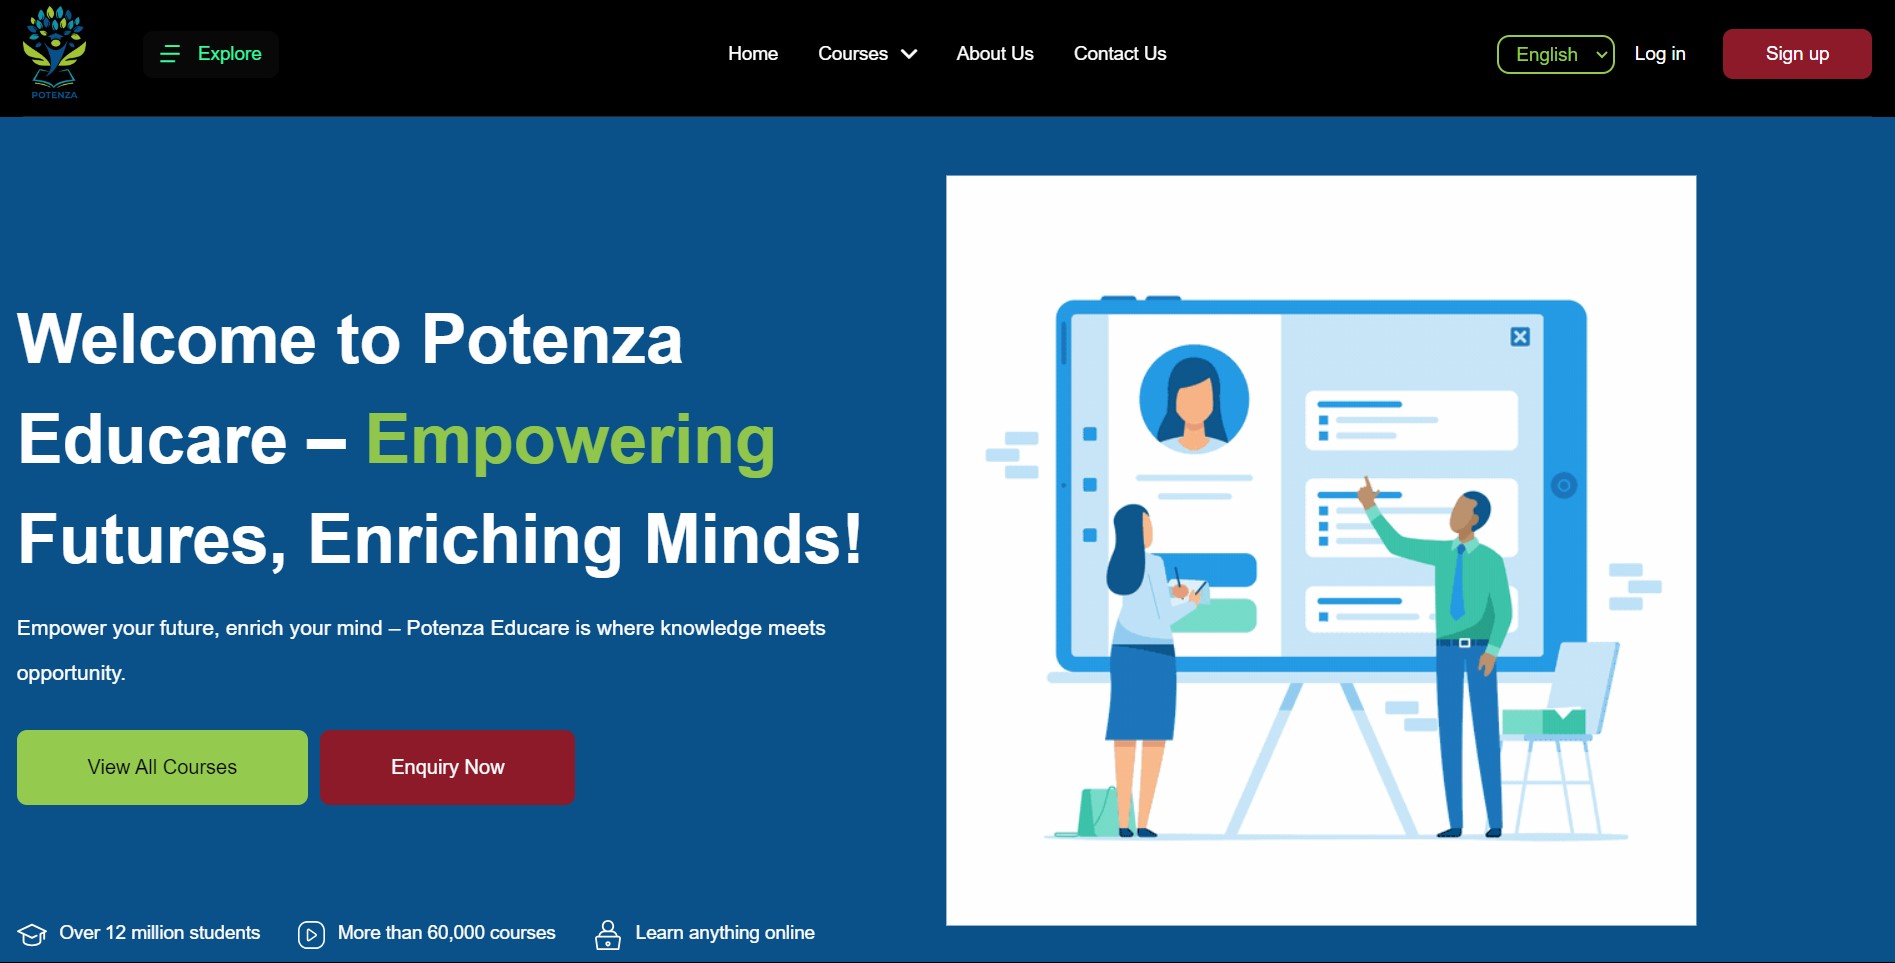 POTENZA
Explore
Home
Courses
About Us
Contact Us
English
Log in
Sign up
Welcome to Potenza
Educare – Empowering
Futures, Enriching Minds!
Empower your future, enrich your mind – Potenza Educare is where knowledge meets
opportunity.
View All Courses
Enquiry Now
Over 12 million students
More than 60,000 courses
Learn anything online